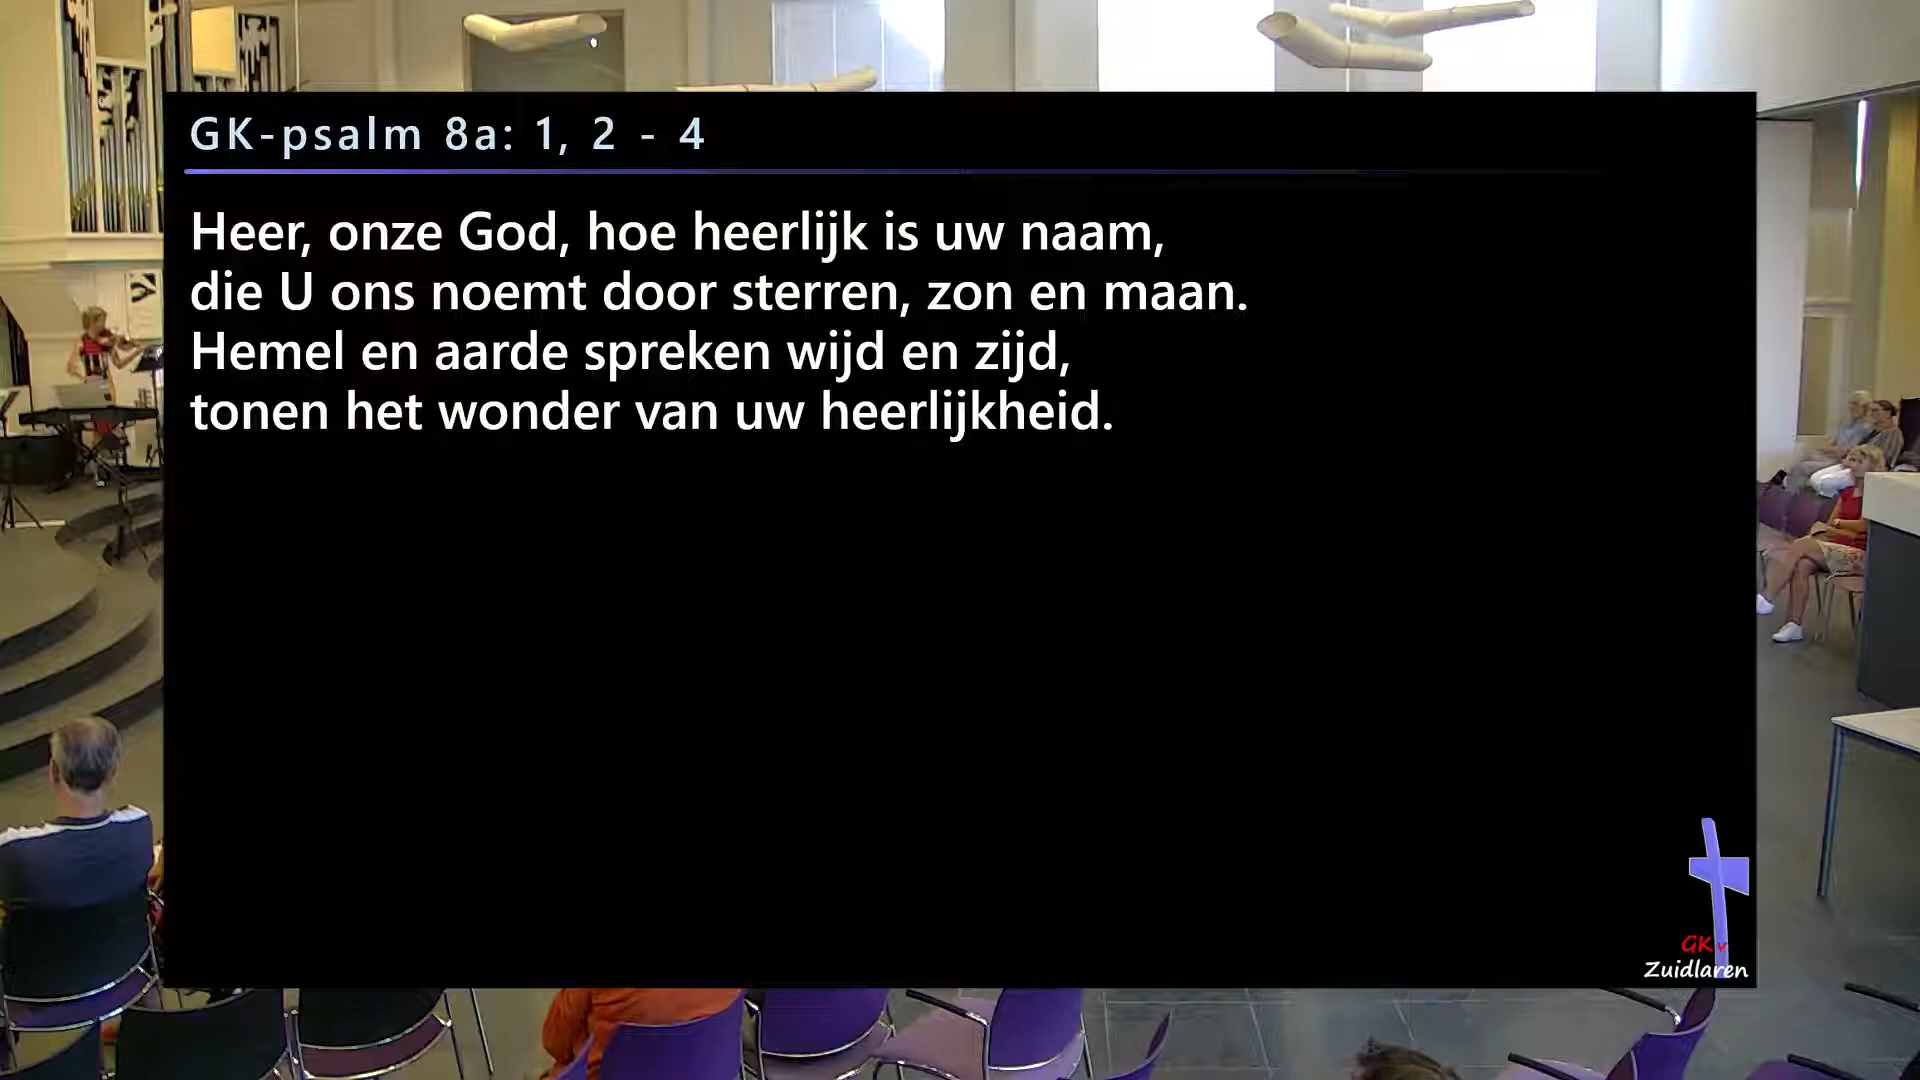 GK-psalm 8a: 1, 2 - 4
Heer, onze God, hoe heerlijk is uw naam,
die U ons noemt door sterren, zon en maan.
Hemel en aarde spreken wijd en zijd,
tonen het wonder van uw heerlijkheid.
GKv
Zuidlaren